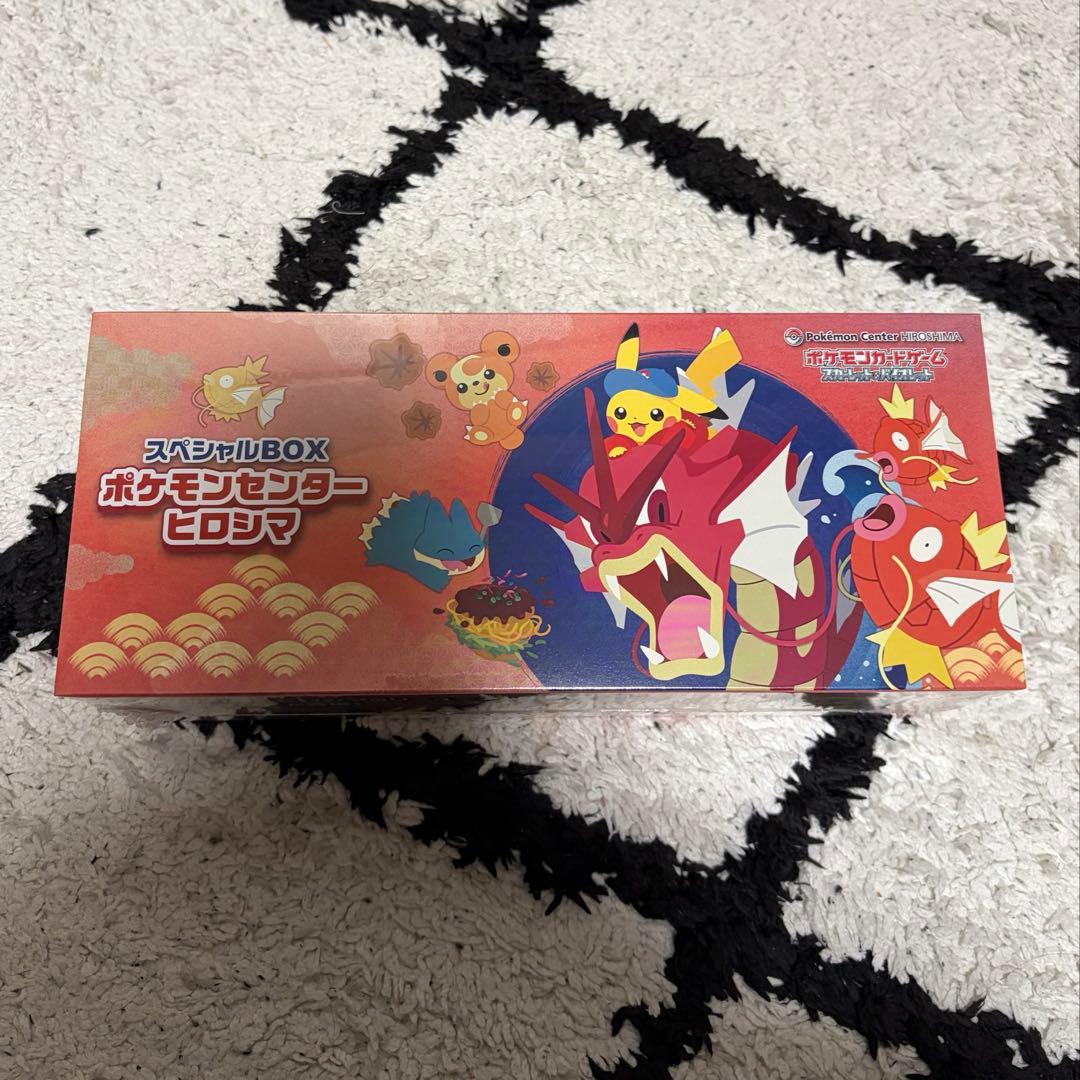 スペシャルBOX
ポケモンセンター
ヒロシマ
Pokémon Center HIROSHIMA
ポケモンカードゲーム
スカーレット&バイオレット